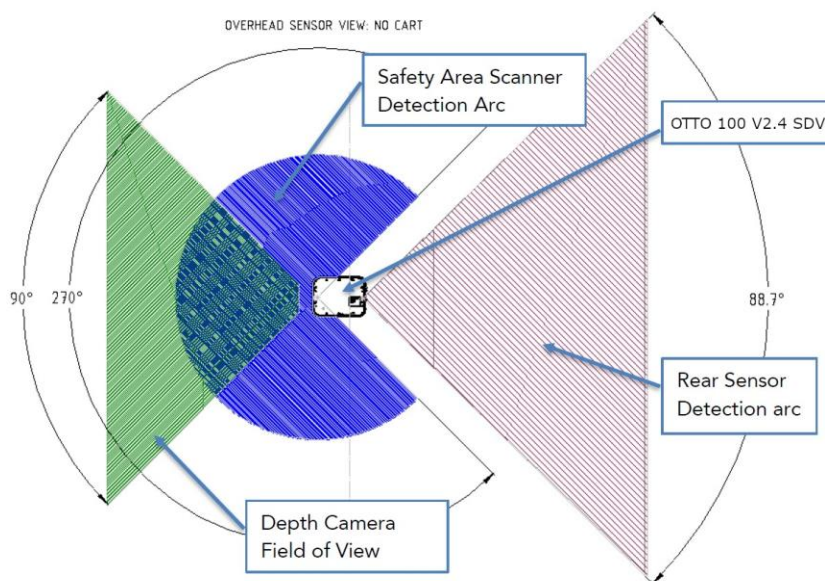 OVERHEAD SENSOR VIEW: NO CART
Safety Area Scanner
Detection Arc
OTTO 100 V2.4 SDV
90°
270°
88.7°
Rear Sensor
Detection arc
Depth Camera
Field of View